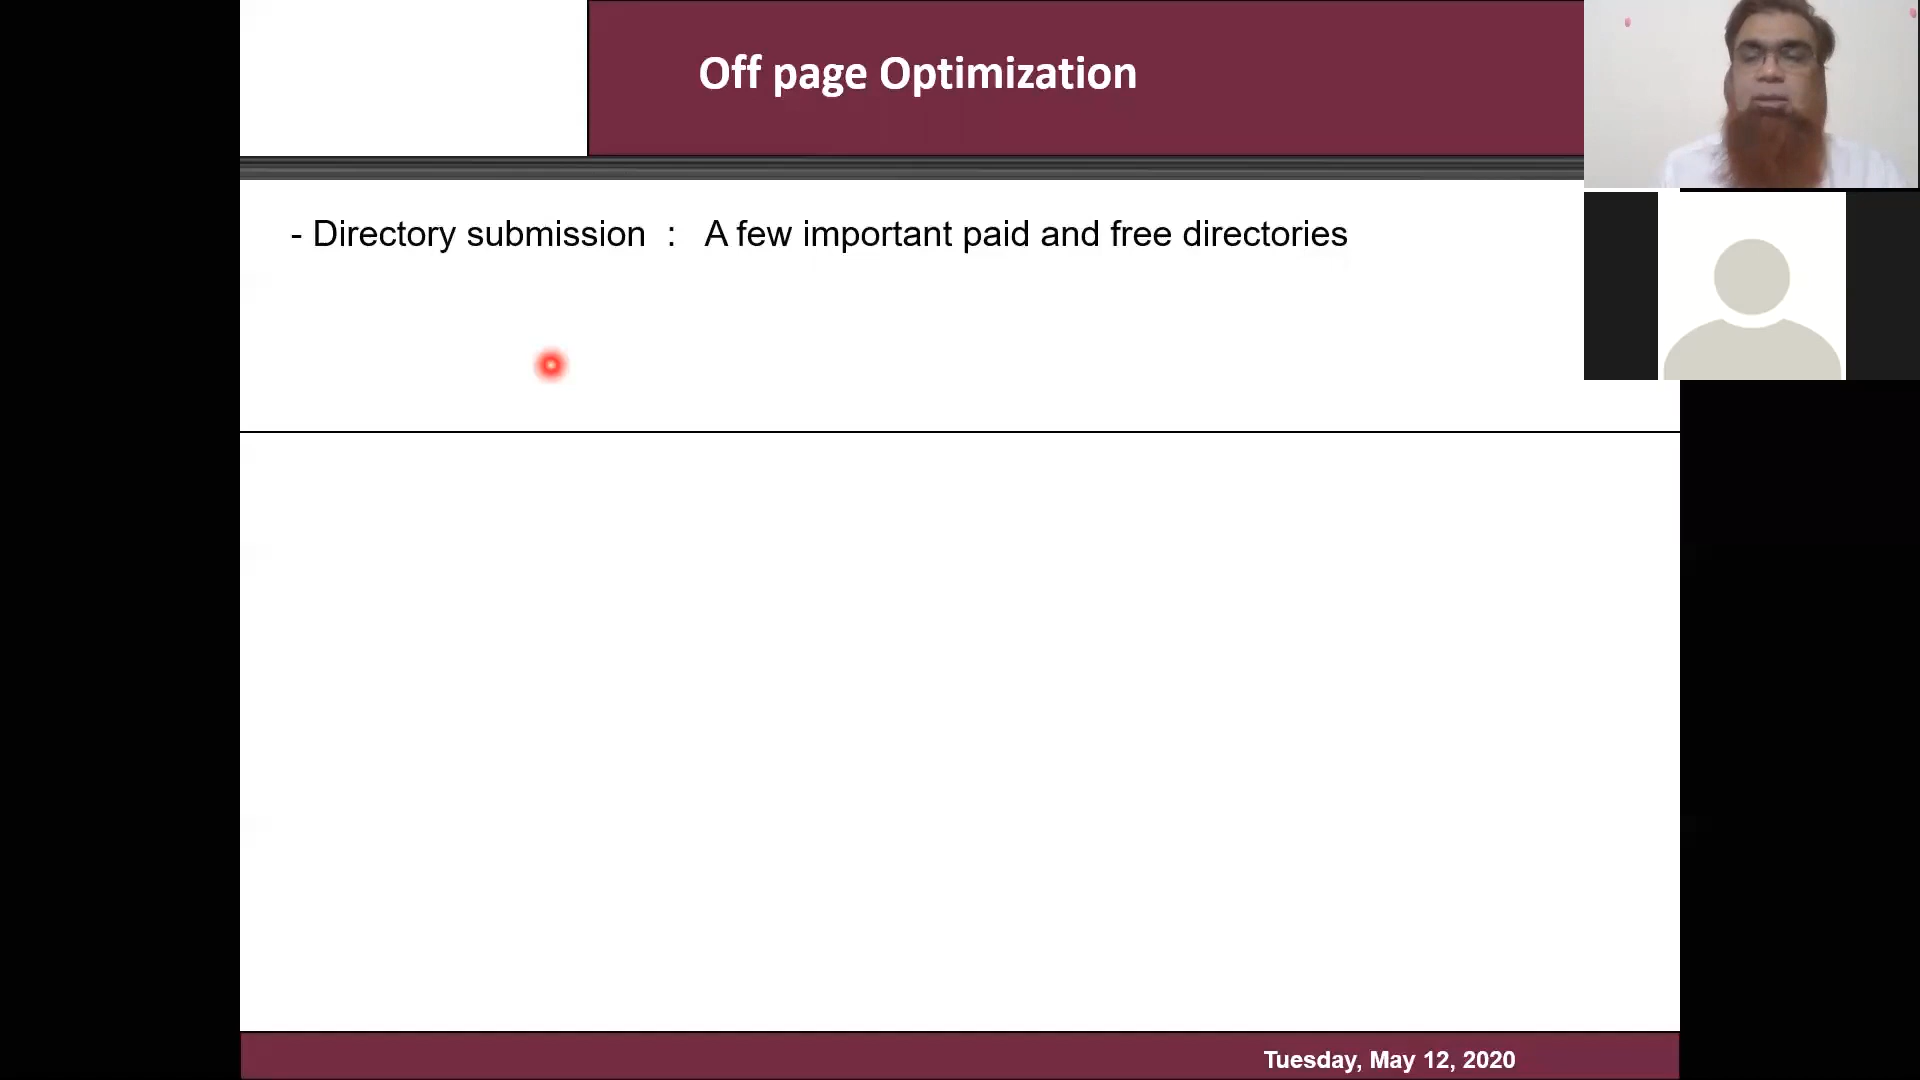 Off page Optimization
- Directory submission : A few important paid and free directories
Tuesday, May 12, 2020